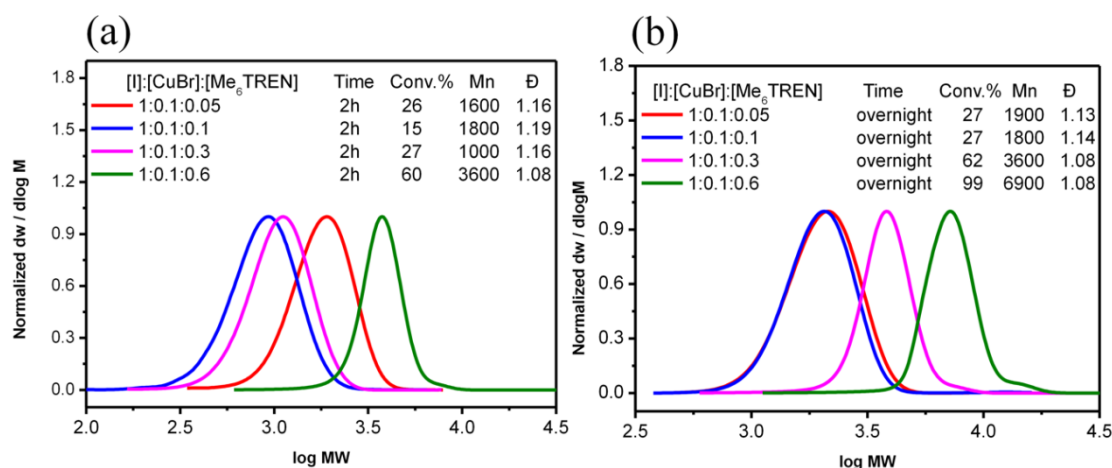 (a)
[I]:[CuBr]:[Me6TREN] Time Conv.% Mn Đ
1:0.1:0.05 2h 26 1600 1.16
1:0.1:0.1 2h 15 1800 1.19
1:0.1:0.3 2h 27 1000 1.16
1:0.1:0.6 2h 60 3600 1.08
1.8
1.5
1.2
0.9
0.6
0.3
0.0
Normalized dw / dlog M
2.0 2.5 3.0 3.5 4.0 4.5
log MW
(b)
[I]:[CuBr]:[Me6TREN] Time Conv.% Mn Đ
1:0.1:0.05 overnight 27 1900 1.13
1:0.1:0.1 overnight 27 1800 1.14
1:0.1:0.3 overnight 62 3600 1.08
1:0.1:0.6 overnight 99 6900 1.08
1.8
1.5
1.2
0.9
0.6
0.3
0.0
Normalized dw / dlogM
2.5 3.0 3.5 4.0 4.5
log MW